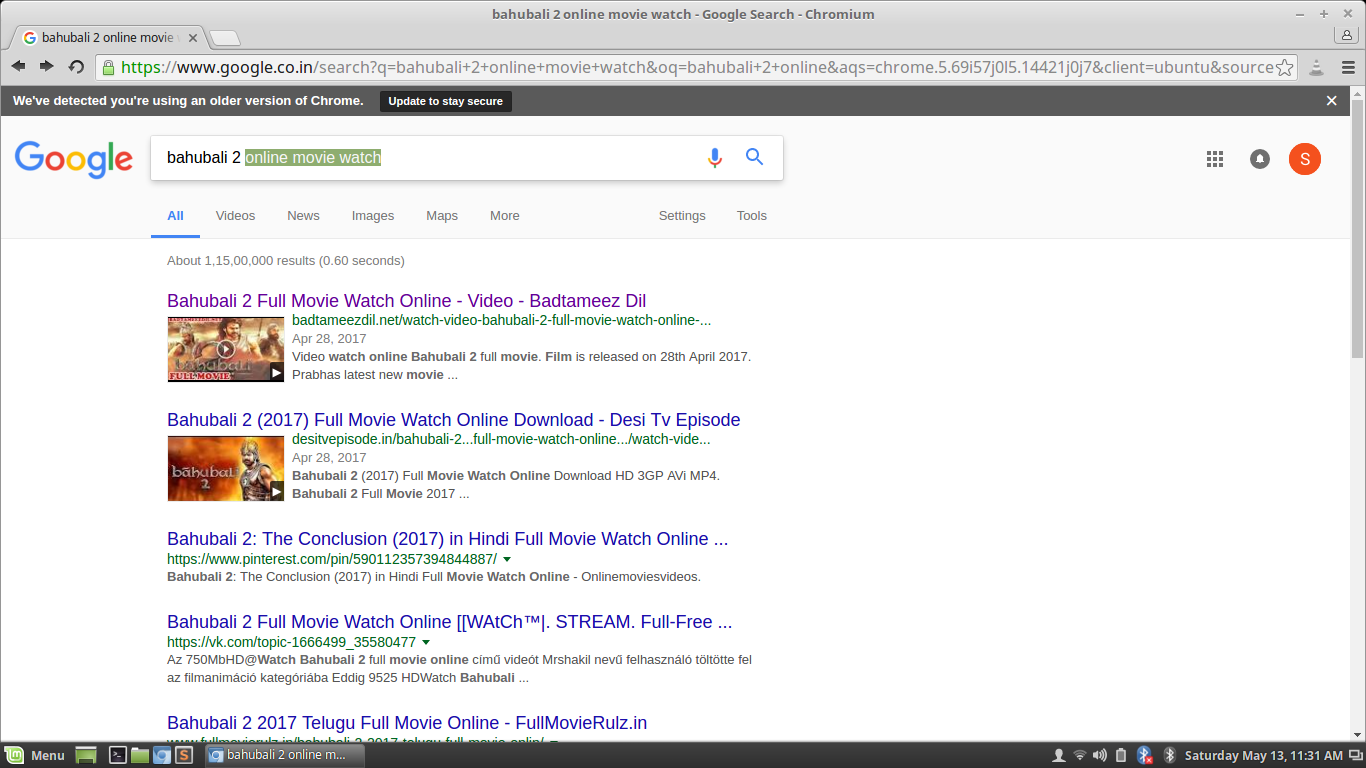 bahubali 2 online movie watch - Google Search - Chromium
bahubali 2 online movie
https://www.google.co.in/search?q=bahubali+2+online+movie+watch&oq=bahubali+2+online&aqs=chrome.5.69i57j0l5.14421j0j7&client=ubuntu&source
We've detected you're using an older version of Chrome. Update to stay secure
Google bahubali 2 online movie watch S
All Videos News Images Maps More Settings Tools
About 1,15,00,000 results (0.60 seconds)
Bahubali 2 Full Movie Watch Online - Video - Badtameez Dil
badtameezdil.net/watch-video-bahubali-2-full-movie-watch-online-...
Apr 28, 2017
Video watch online Bahubali 2 full movie. Film is released on 28th April 2017.
Prabhas latest new movie ...
BADTAMEEZDIL.NET
bahubali
FULL MOVIE
Bahubali 2 (2017) Full Movie Watch Online Download - Desi Tv Episode
desitvepisode.in/bahubali-2...full-movie-watch-online.../watch-vide...
Apr 28, 2017
Bahubali 2 (2017) Full Movie Watch Online Download HD 3GP AVi MP4.
Bahubali 2 Full Movie 2017 ...
bāhubali
2
Bahubali 2: The Conclusion (2017) in Hindi Full Movie Watch Online ...
https://www.pinterest.com/pin/590112357394844887/
Bahubali 2: The Conclusion (2017) in Hindi Full Movie Watch Online - Onlinemoviesvideos.
Bahubali 2 Full Movie Watch Online [[WAtCh™|. STREAM. Full-Free ...
https://vk.com/topic-1666499_35580477
Az 750MbHD@Watch Bahubali 2 full movie online című videót Mrshakil nevű felhasználó töltötte fel
az filmanimáció kategóriába Eddig 9525 HDWatch Bahubali ...
Bahubali 2 2017 Telugu Full Movie Online - FullMovieRulz.in
Menu bahubali 2 online m... Saturday May 13, 11:31 AM